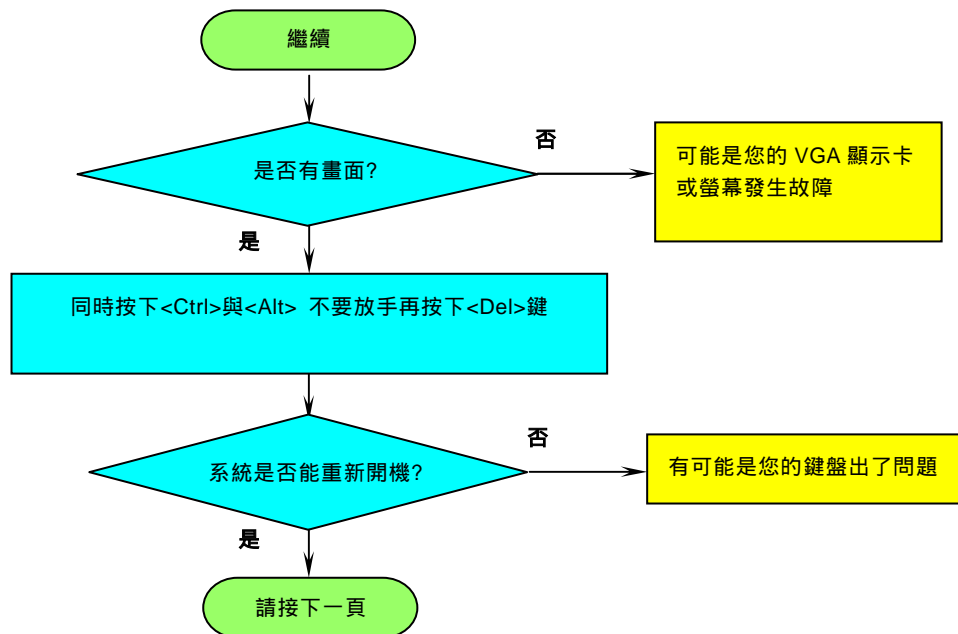 繼續
是否有畫面?
否
可能是您的 VGA 顯示卡
或螢幕發生故障
是
同時按下<Ctrl>與<Alt> 不要放手再按下<Del>鍵
系統是否能重新開機?
否
有可能是您的鍵盤出了問題
是
請接下一頁